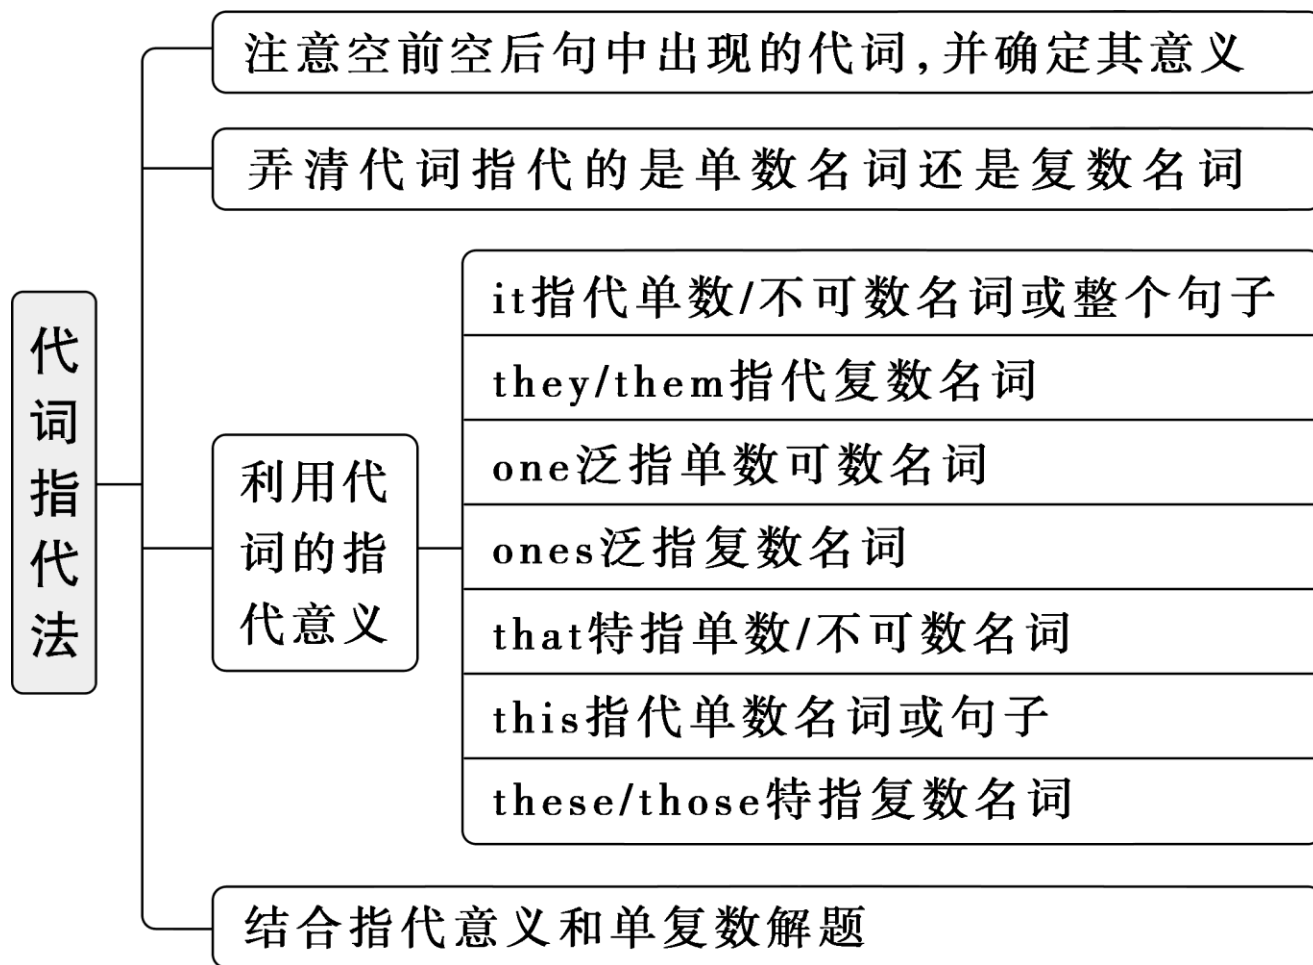 代词指代法
注意空前空后句中出现的代词,并确定其意义
弄清代词指代的是单数名词还是复数名词
利用代
词的指
代意义
it指代单数/不可数名词或整个句子
they/them指代复数名词
one泛指单数可数名词
ones泛指复数名词
that特指单数/不可数名词
this指代单数名词或句子
these/those特指复数名词
结合指代意义和单复数解题